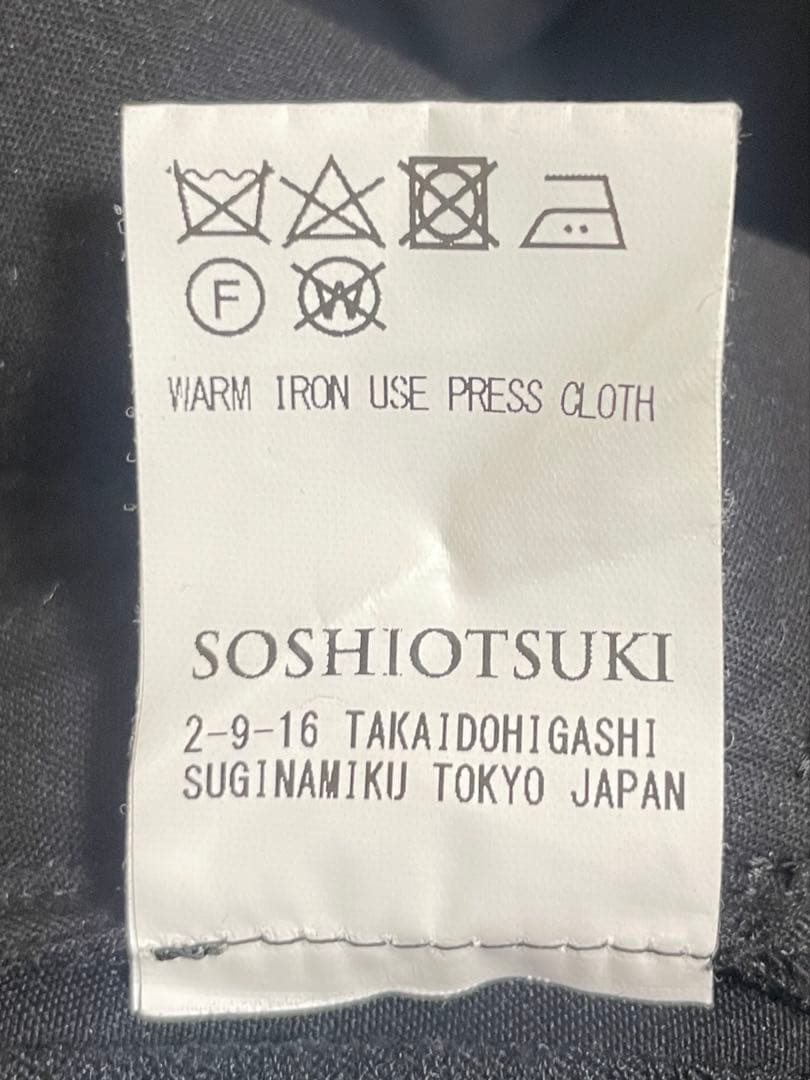 F W
WARM IRON USE PRESS CLOTH
SOSHIOTSUKI
2-9-16 TAKAIDOHIGASHI
SUGINAMIKU TOKYO JAPAN